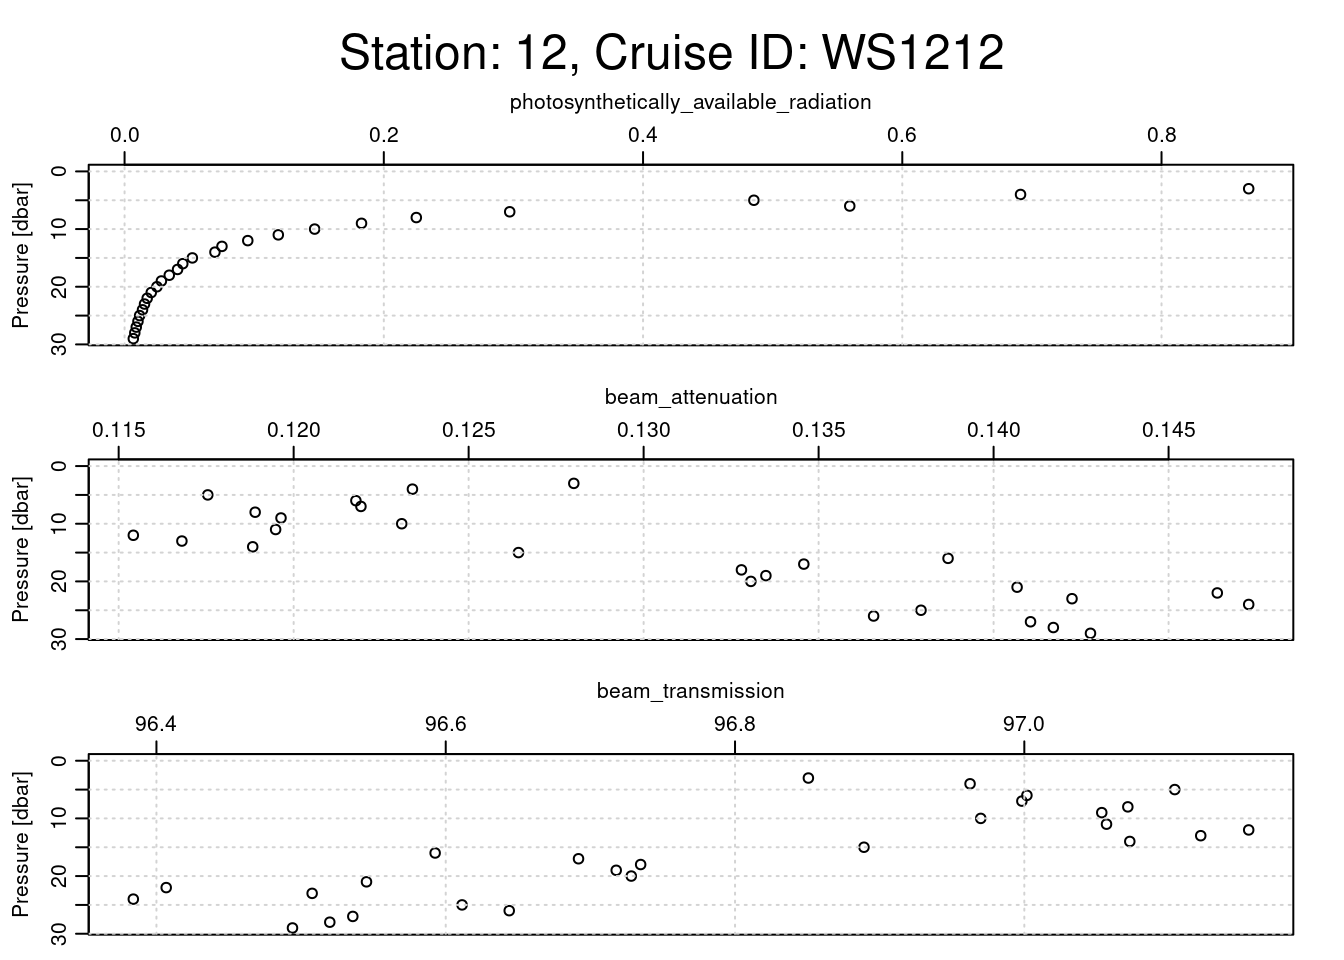 Station: 12, Cruise ID: WS1212
photosynthetically_available_radiation
0.0 0.2 0.4 0.6 0.8
Pressure [dbar]
0
10
20
30
beam_attenuation
0.115 0.120 0.125 0.130 0.135 0.140 0.145
Pressure [dbar]
0
10
20
30
beam_transmission
96.4 96.6 96.8 97.0
Pressure [dbar]
0
10
20
30